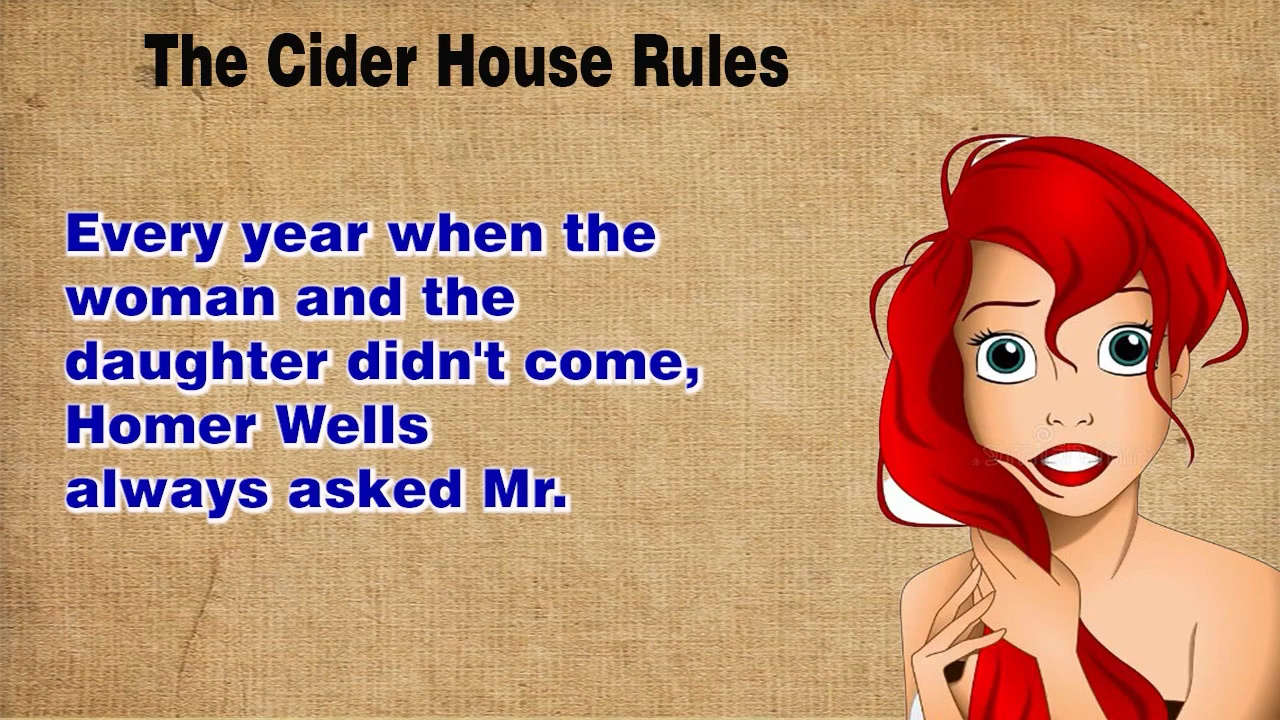 The Cider House Rules
Every year when the
woman and the
daughter didn't come,
Homer Wells
always asked Mr.